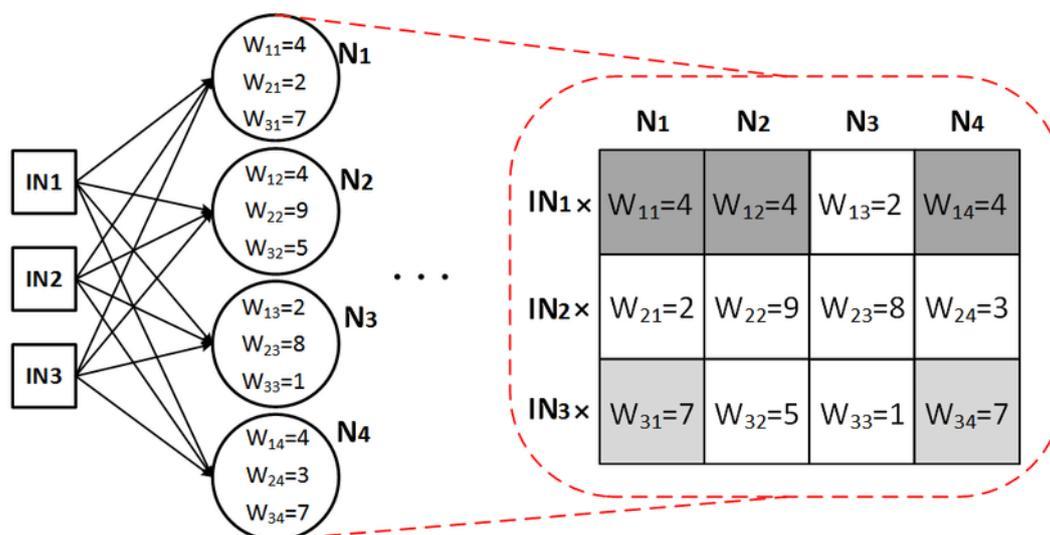 W₁₁=4
W₂₁=2
W₃₁=7
N1
W₁₂=4
W₂₂=9
W₃₂=5
N2
W₁₃=2
W₂₃=8
W₃₃=1
N3
W₁₄=4
W₂₄=3
W₃₄=7
N4
IN1
IN2
IN3
. . .
N1 N2 N3 N4
IN1× W₁₁=4 W₁₂=4 W₁₃=2 W₁₄=4
IN2× W₂₁=2 W₂₂=9 W₂₃=8 W₂₄=3
IN3× W₃₁=7 W₃₂=5 W₃₃=1 W₃₄=7